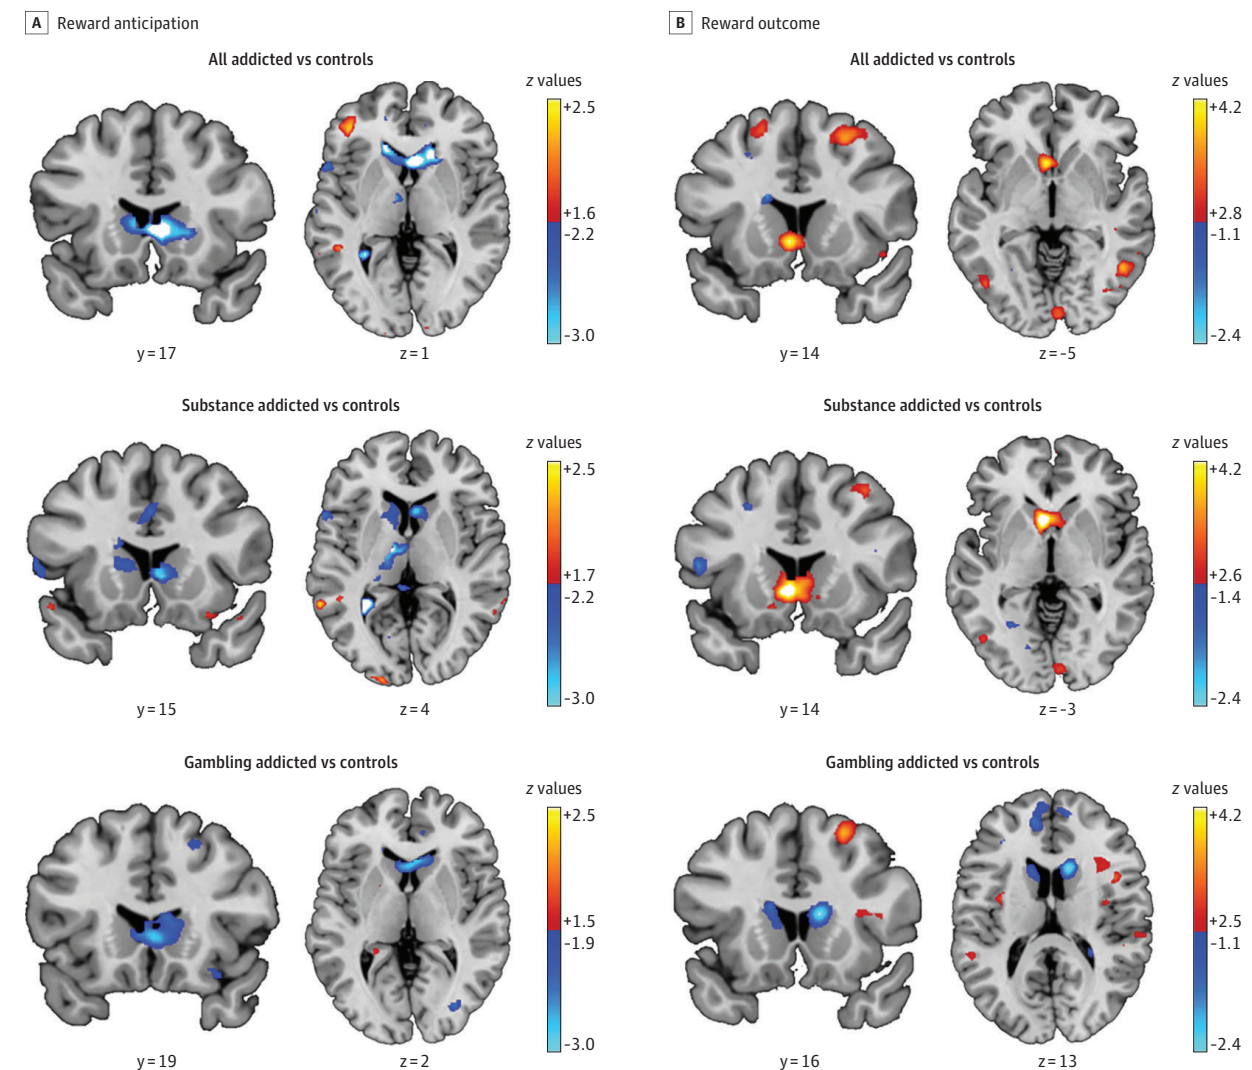 A Reward anticipation
All addicted vs controls
z values
+2.5
+1.6
-2.2
-3.0
y = 17
z = 1
Substance addicted vs controls
z values
+2.5
+1.7
-2.2
-3.0
y = 15
z = 4
Gambling addicted vs controls
z values
+2.5
+1.5
-1.9
-3.0
y = 19
z = 2
B Reward outcome
All addicted vs controls
z values
+4.2
+2.8
-1.1
-2.4
y = 14
z = -5
Substance addicted vs controls
z values
+4.2
+2.6
-1.4
-2.4
y = 14
z = -3
Gambling addicted vs controls
z values
+4.2
+2.5
-1.1
-2.4
y = 16
z = 13